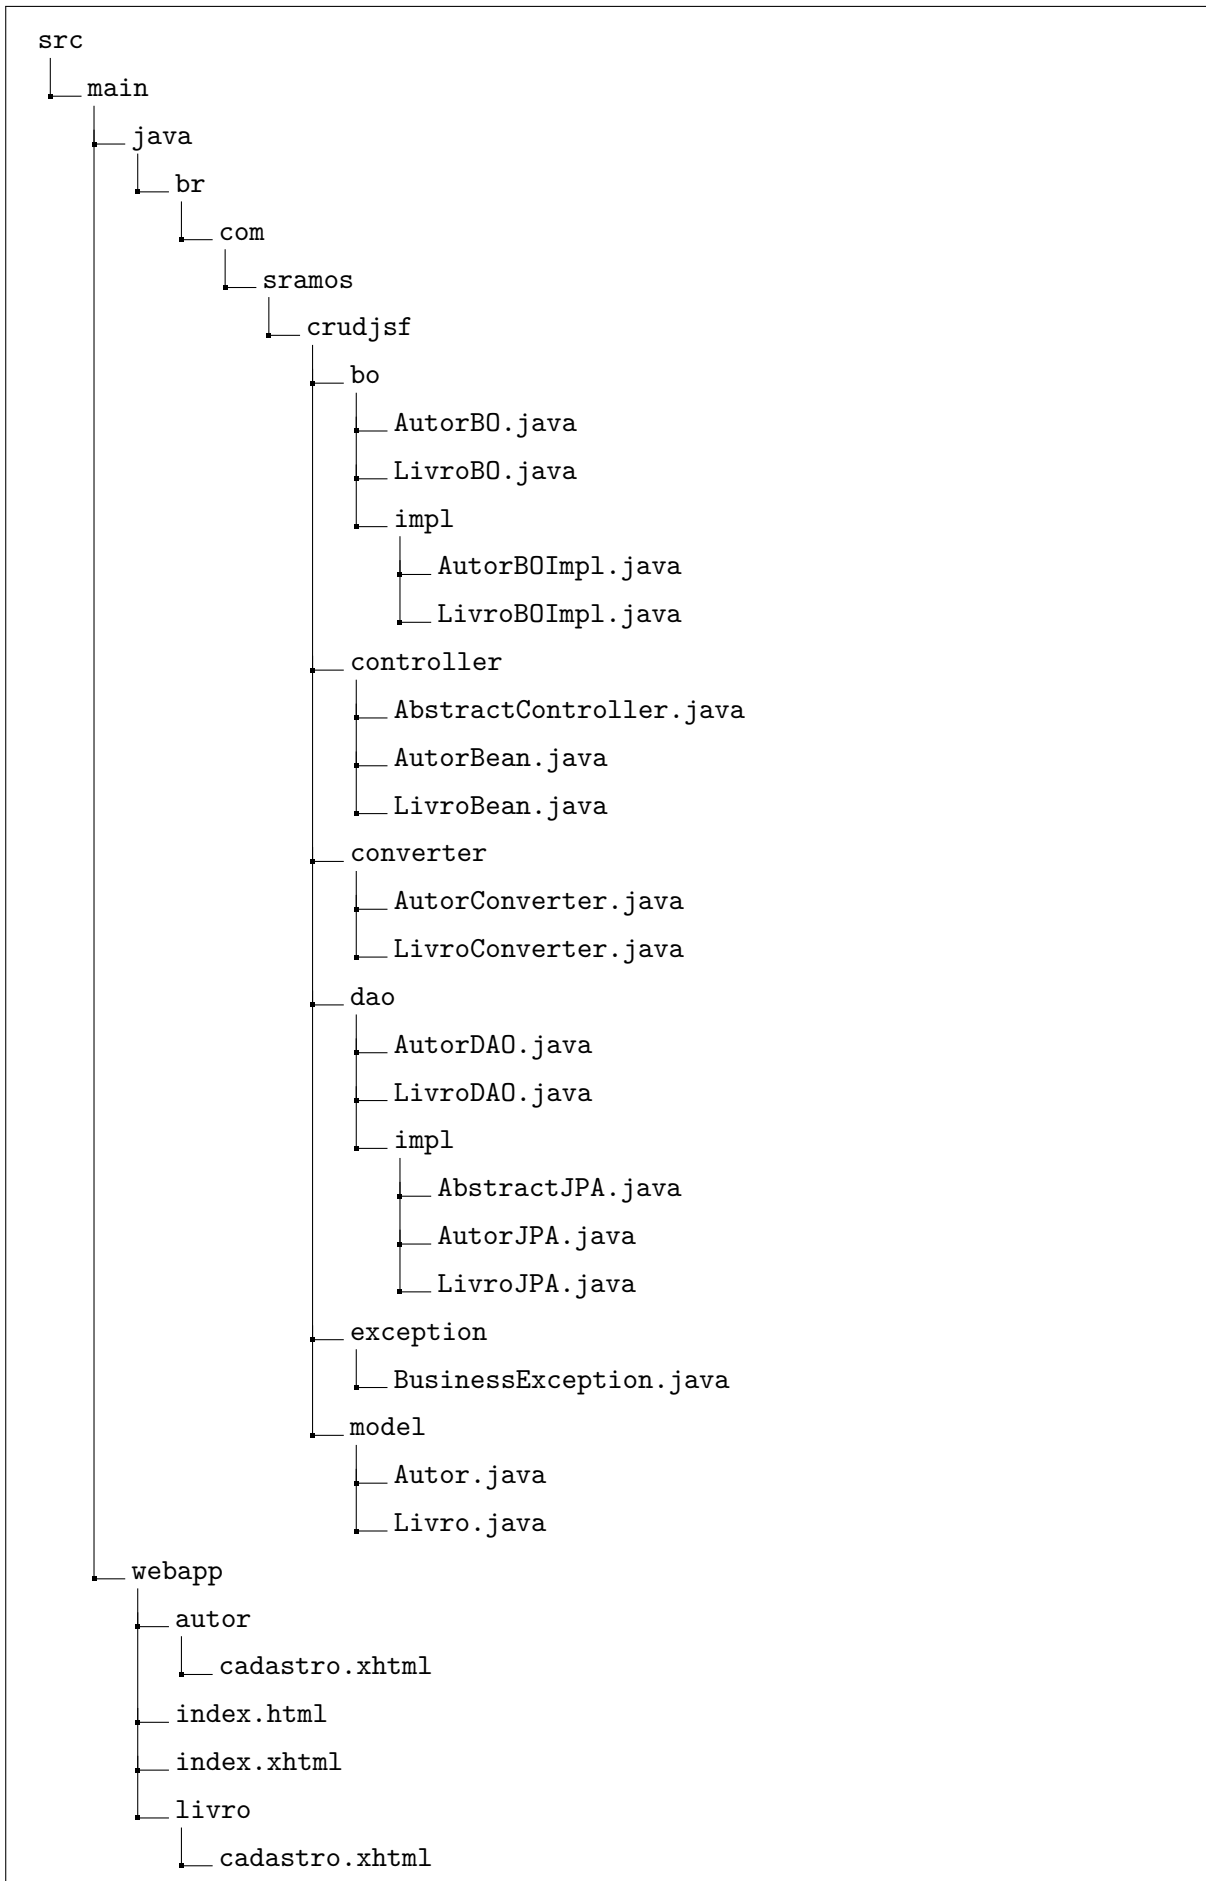 src
main
java
br
com
sramos
crudjsf
bo
AutorBO.java
LivroBO.java
impl
AutorBOImpl.java
LivroBOImpl.java
controller
AbstractController.java
AutorBean.java
LivroBean.java
converter
AutorConverter.java
LivroConverter.java
dao
AutorDAO.java
LivroDAO.java
impl
AbstractJPA.java
AutorJPA.java
LivroJPA.java
exception
BusinessException.java
model
Autor.java
Livro.java
webapp
autor
cadastro.xhtml
index.html
index.xhtml
livro
cadastro.xhtml